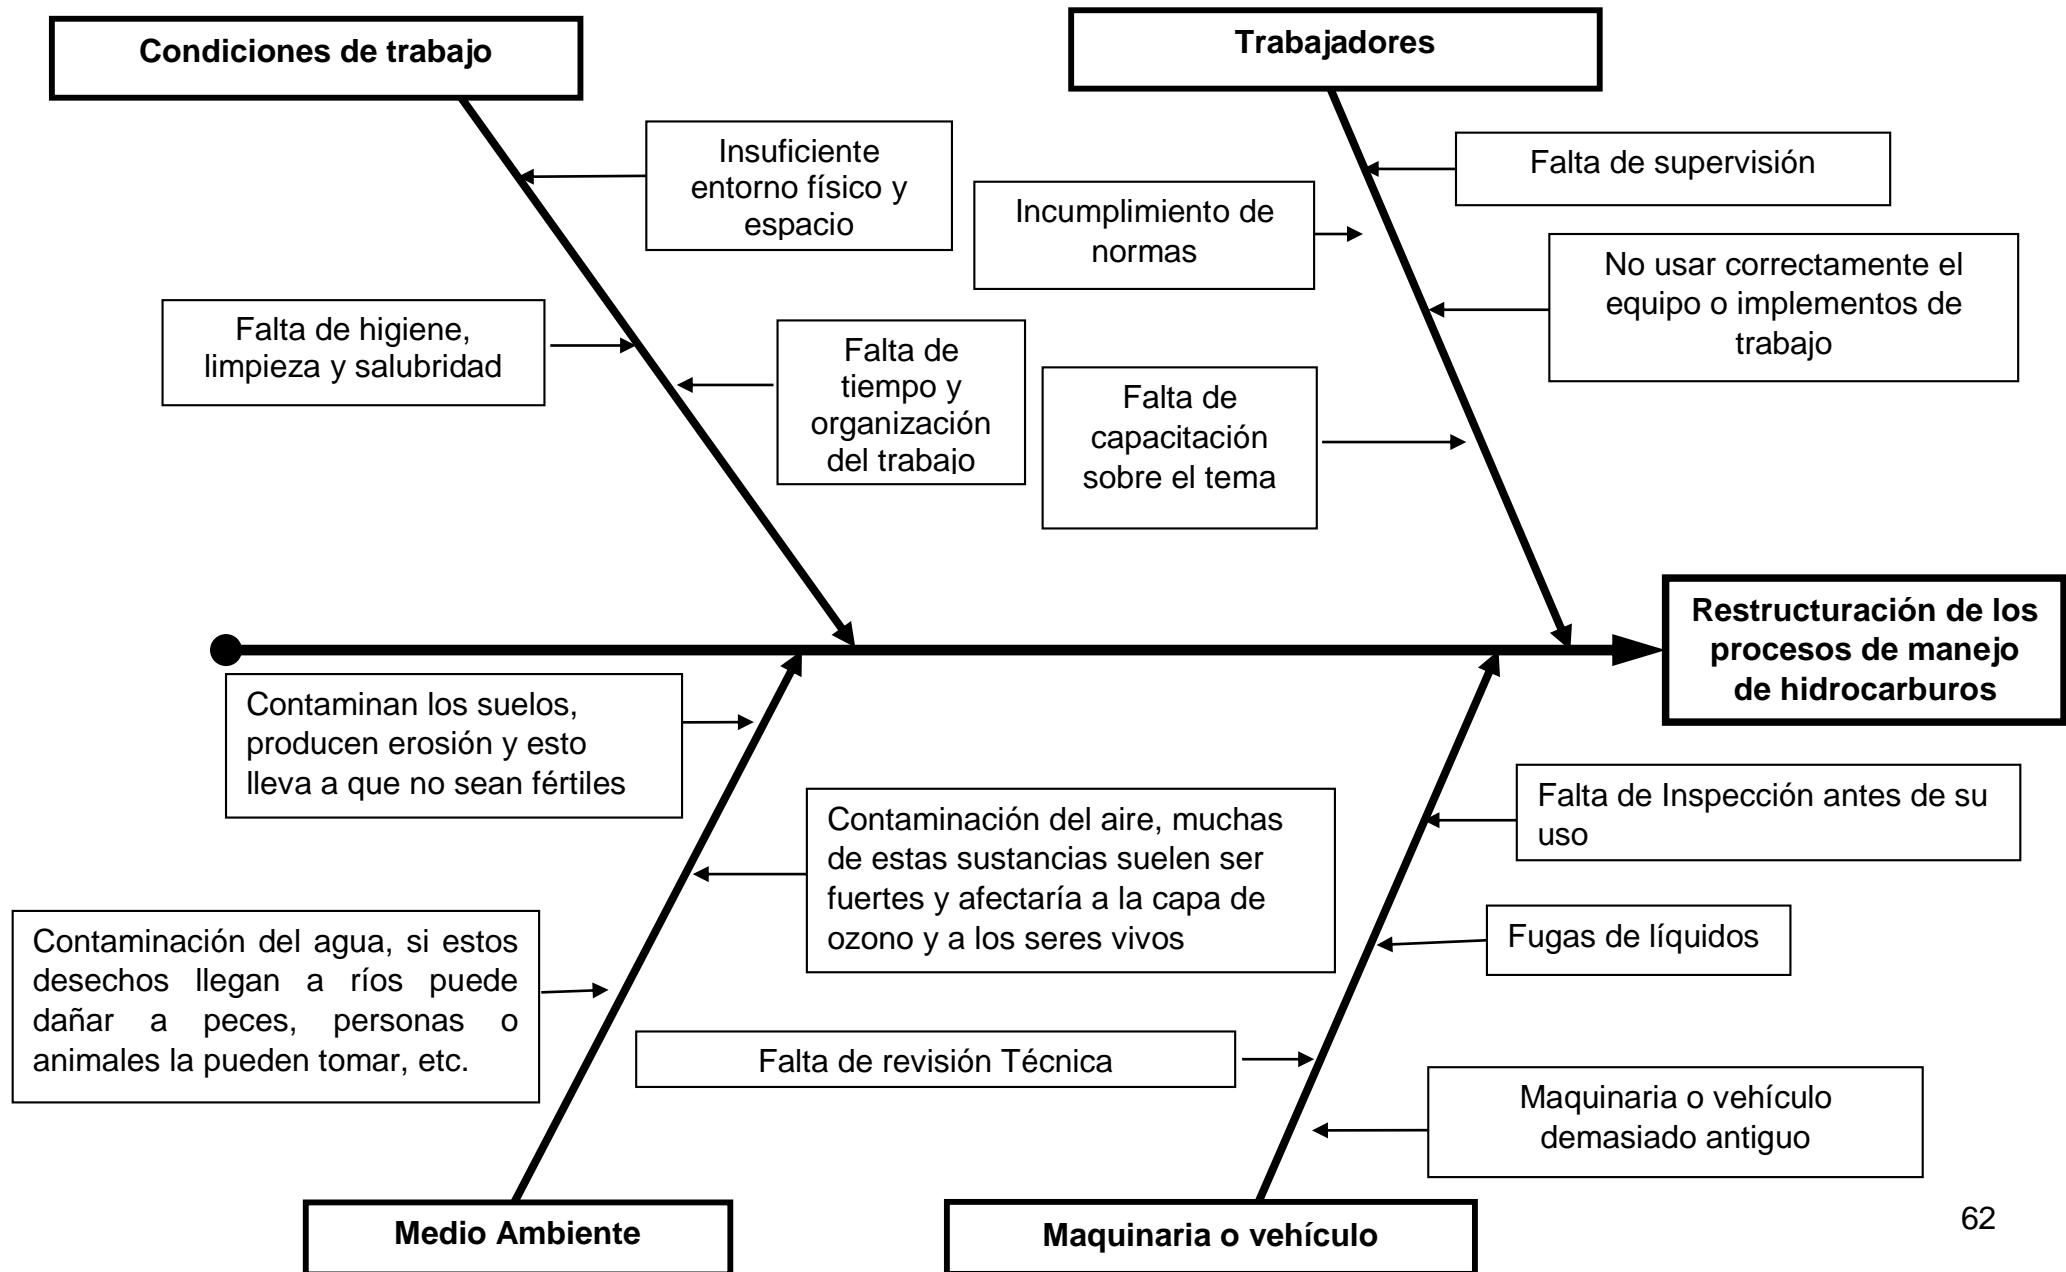 Condiciones de trabajo
Trabajadores
Insuficiente
entorno físico y
espacio
Falta de supervisión
Incumplimiento de
normas
No usar correctamente el
equipo o implementos de
trabajo
Falta de higiene,
limpieza y salubridad
Falta de
tiempo y
organización
del trabajo
Falta de
capacitación
sobre el tema
Restructuración de los
procesos de manejo
de hidrocarburos
Contaminan los suelos,
producen erosión y esto
lleva a que no sean fértiles
Contaminación del aire, muchas
de estas sustancias suelen ser
fuertes y afectaría a la capa de
ozono y a los seres vivos
Falta de Inspección antes de su
uso
Contaminación del agua, si estos
desechos llegan a ríos puede
dañar a peces, personas o
animales la pueden tomar, etc.
Fugas de líquidos
Falta de revisión Técnica
Maquinaria o vehículo
demasiado antiguo
Medio Ambiente
Maquinaria o vehículo
62